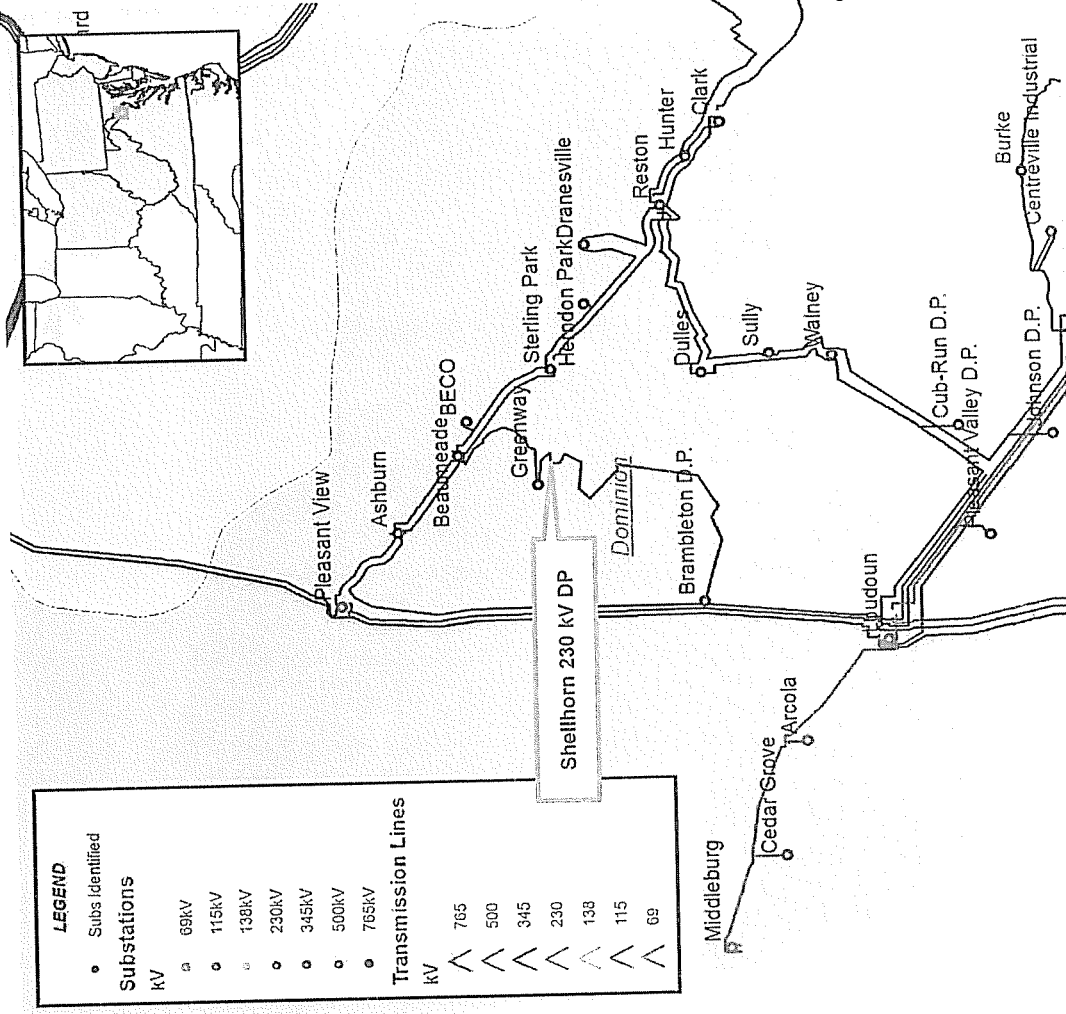 LEGEND
Subs Identified
Substations
kV
69kV
115kV
138kV
230kV
345kV
500kV
765kV
Transmission Lines
kV
765
500
345
230
138
115
69
rd
Pleasant View
Ashburn
Beaumeade
BECO
Greenway
Sterling Park
Herndon Park
Dranesville
Reston
Hunter
Clark
Shellhorn 230 kV DP
Dominion
Brambleton D.P.
Dulles
Sully
Walney
Cub-Run D.P.
Pleasant Valley D.P.
Johnson D.P.
Burke
Centreville Industrial
Loudoun
Arcola
Cedar Grove
Middleburg